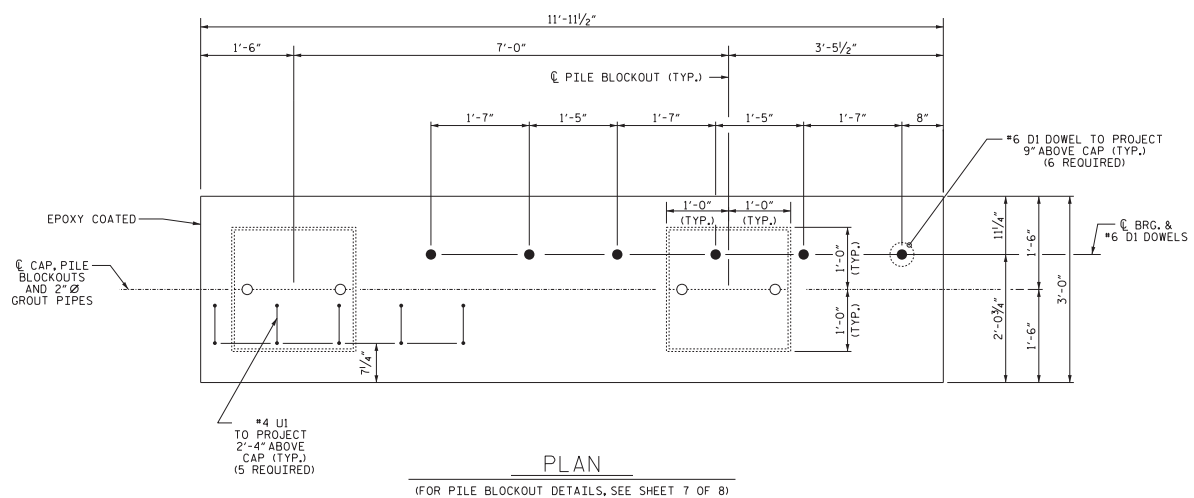 11'-11½"
1'-6"
7'-0"
3'-5½"
℄ PILE BLOCKOUT (TYP.)
1'-7"
1'-5"
1'-7"
1'-5"
1'-7"
8"
#6 D1 DOWEL TO PROJECT
9" ABOVE CAP (TYP.)
(6 REQUIRED)
EPOXY COATED
1'-0"
(TYP.)
1'-0"
(TYP.)
℄ BRG. &
#6 D1 DOWELS
11¼"
1'-6"
3'-0"
1'-0"
(TYP.)
℄ CAP, PILE
BLOCKOUTS
AND 2" Ø
GROUT PIPES
1'-0"
(TYP.)
2'-0¾"
1'-6"
7¼"
#4 U1
TO PROJECT
2'-4" ABOVE
CAP (TYP.)
(5 REQUIRED)
PLAN
(FOR PILE BLOCKOUT DETAILS, SEE SHEET 7 OF 8)